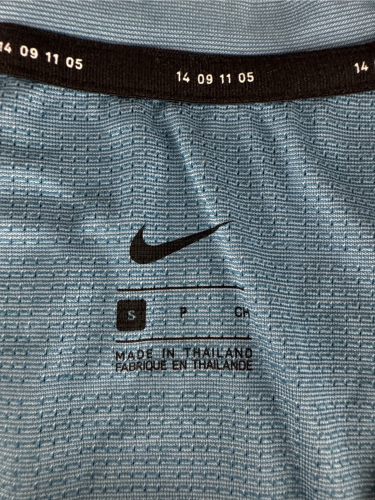 14 09 11 05 14 09 11 05 14
S P CH
MADE IN THAILAND
FABRIQUE EN THAILANDE